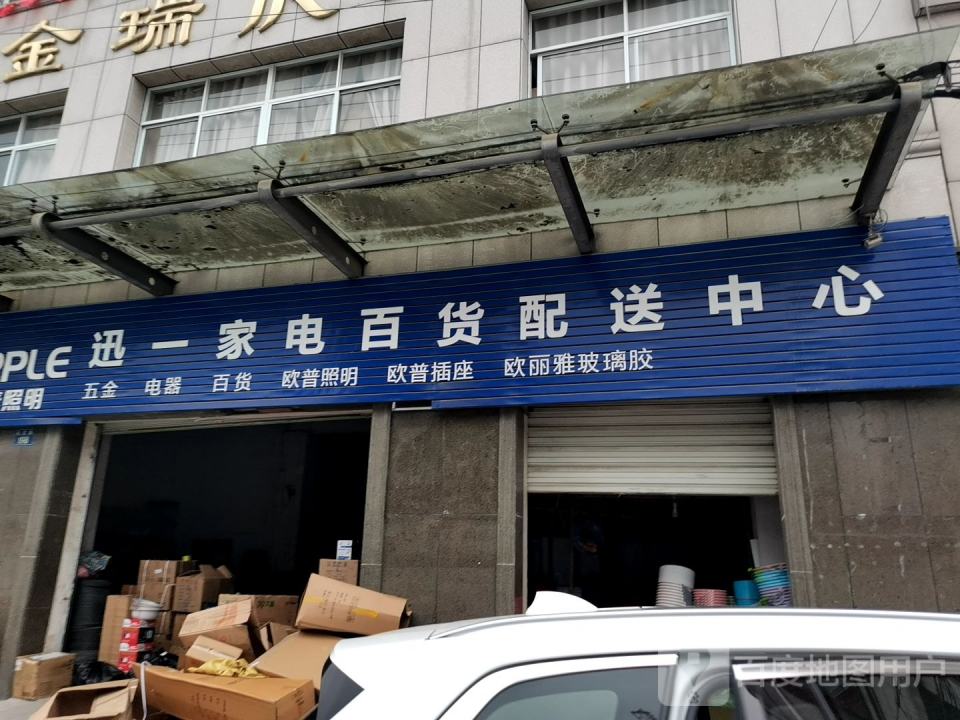 金瑞
迅一家电百货配送中心
PPLE
照明
五金 电器 百货 欧普照明 欧普插座 欧丽雅玻璃胶
百度地图用户